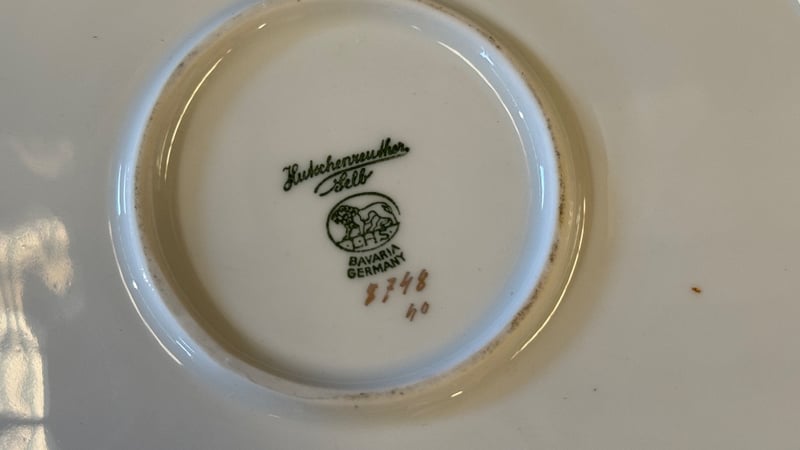 Hutschenreuther
Selb
L.H.S.
BAVARIA
GERMANY
8748
40